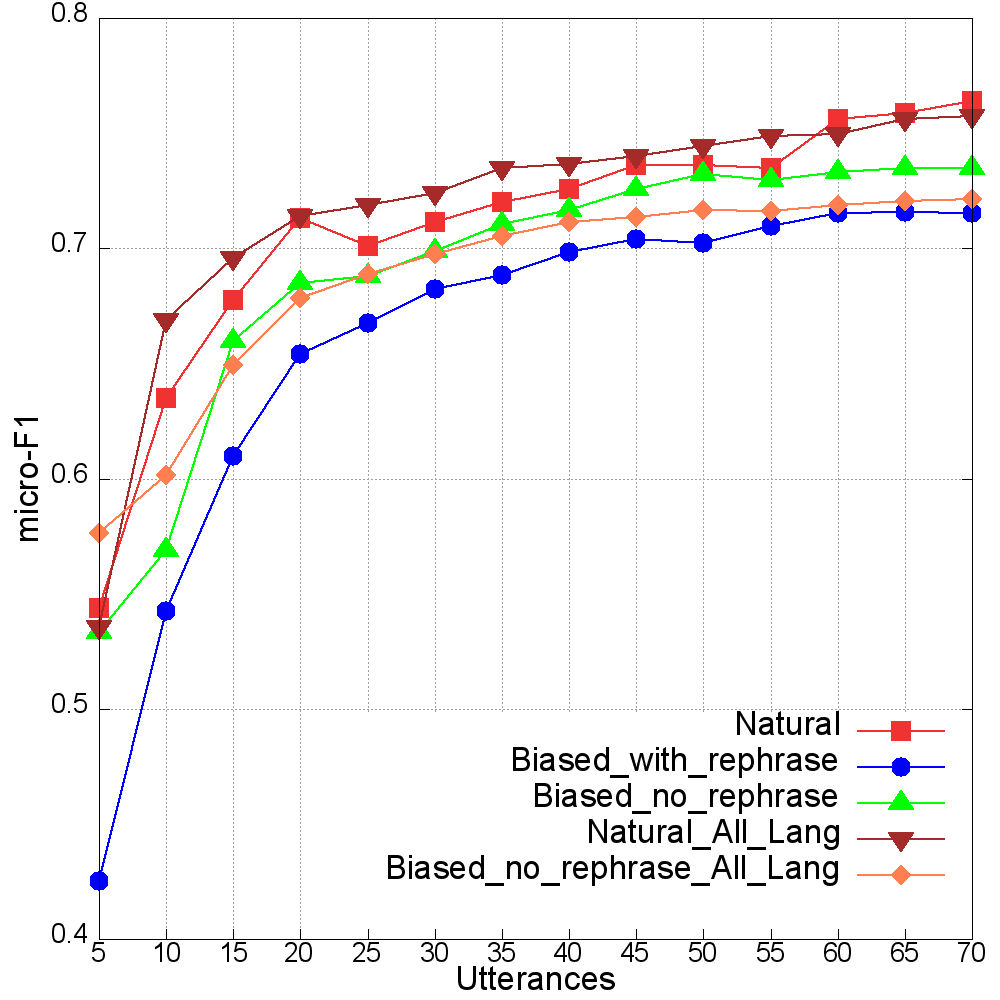 0.8
0.7
0.6
0.5
0.4
micro-F1
Natural
Biased_with_rephrase
Biased_no_rephrase
Natural_All_Lang
Biased_no_rephrase_All_Lang
5 10 15 20 25 30 35 40 45 50 55 60 65 70
Utterances